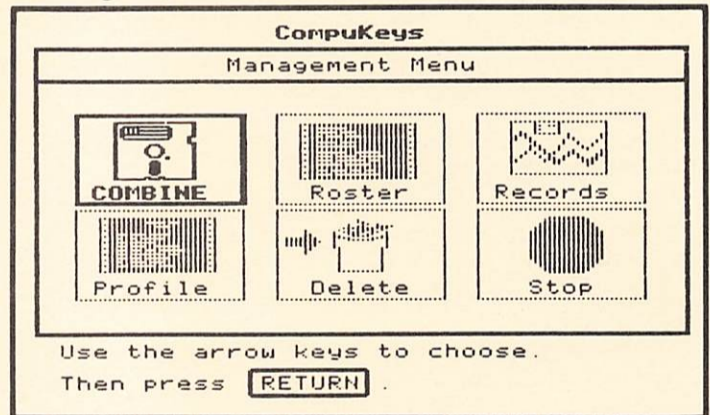 CompuKeys
Management Menu
COMBINE Roster Records
Profile Delete Stop
Use the arrow keys to choose.
Then press RETURN .